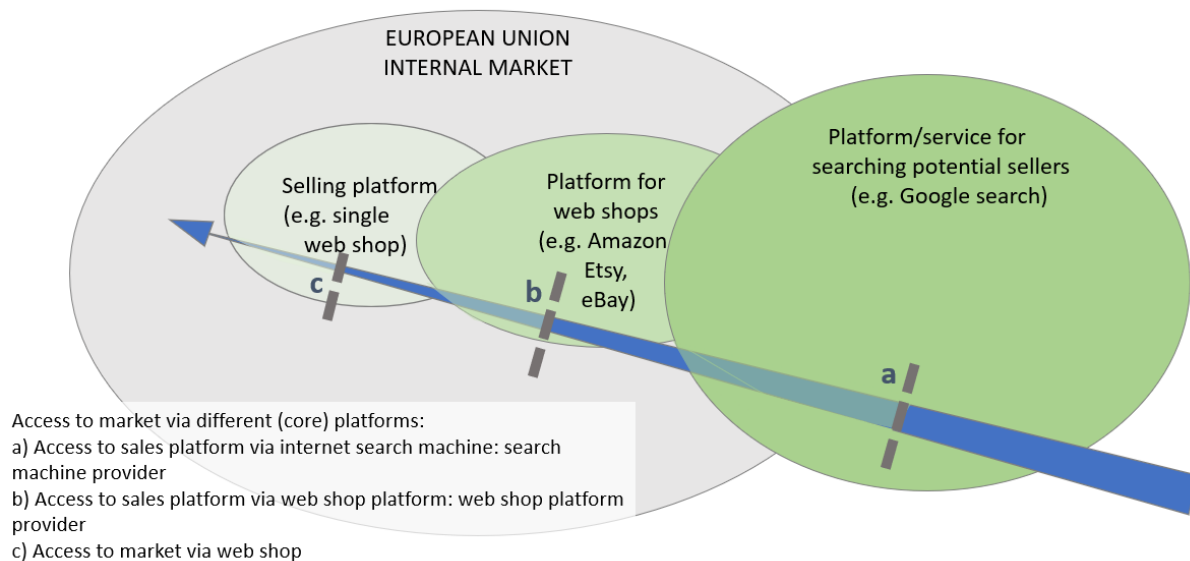 EUROPEAN UNION
INTERNAL MARKET
Platform/service for
searching potential sellers
(e.g. Google search)
Selling platform
(e.g. single
web shop)
Platform for
web shops
(e.g. Amazon
Etsy,
eBay)
c
b
a
Access to market via different (core) platforms:
a) Access to sales platform via internet search machine: search
machine provider
b) Access to sales platform via web shop platform: web shop platform
provider
c) Access to market via web shop